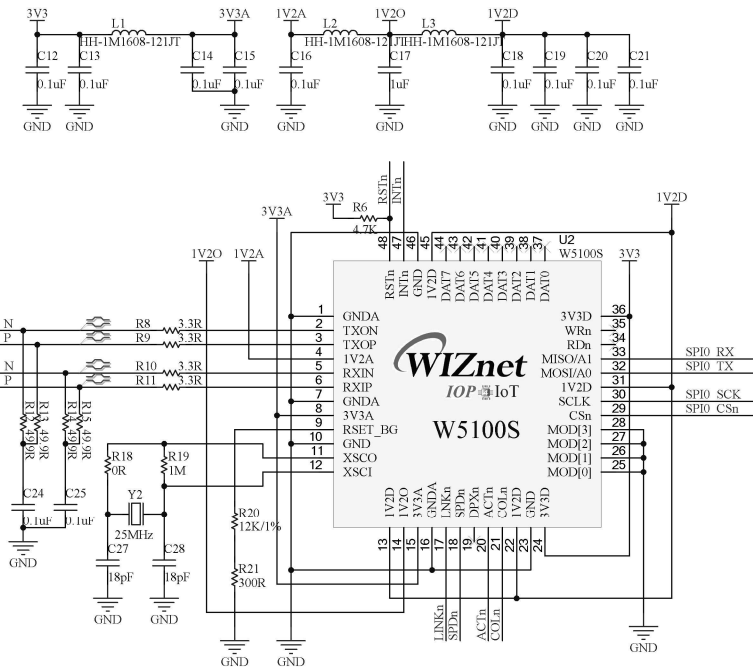 3V3 L1 3V3A 1V2A L2 1V2O L3 1V2D
HH-1M1608-121JT HH-1M1608-121JT HH-1M1608-121JT
C12 C13 C14 C15 C16 C17 C18 C19 C20 C21
0.1uF 0.1uF 0.1uF 0.1uF 0.1uF 1uF 0.1uF 0.1uF 0.1uF 0.1uF
GND GND GND GND GND GND GND GND GND
RSTn INTn
3V3 R6 4.7K
3V3A 1V2D
1V2O 1V2A 3V3
48 47 46 45 44 43 42 41 40 39 38 37
U2
W5100S
RSTn INTn GND 1V2D DAT7 DAT6 DAT5 DAT4 DAT3 DAT2 DAT1 DAT0
1 GNDA 3V3D 36
N R8 3.3R 2 TXON WRn 35
P R9 3.3R 3 TXOP RDn 34
4 1V2A MISO/A1 33 SPI0_RX
N R10 3.3R 5 RXIN MOSI/A0 32 SPI0_TX
P R11 3.3R 6 RXIP 1V2D 31
7 GNDA SCLK 30 SPI0_SCK
8 3V3A CSn 29 SPI0_CSn
9 RSET_BG MOD[3] 28
10 GND MOD[2] 27
11 XSCO MOD[1] 26
12 XSCI MOD[0] 25
WIZnet
IOP IoT
W5100S
R12 49.9R R13 49.9R R14 49.9R R15 49.9R
R18 0R
R19 1M
C24 0.1uF
C25 0.1uF
Y2
25MHz
R20
12K/1%
C27 18pF
C28 18pF
R21
300R
1V2D 1V2O 3V3A GNDA LNKn SPDn DPXn ACTn COLn 1V2D GND 3V3D
13 14 15 16 17 18 19 20 21 22 23 24
LINKn SPDn ACTn COLn
GND GND GND GND GND GND